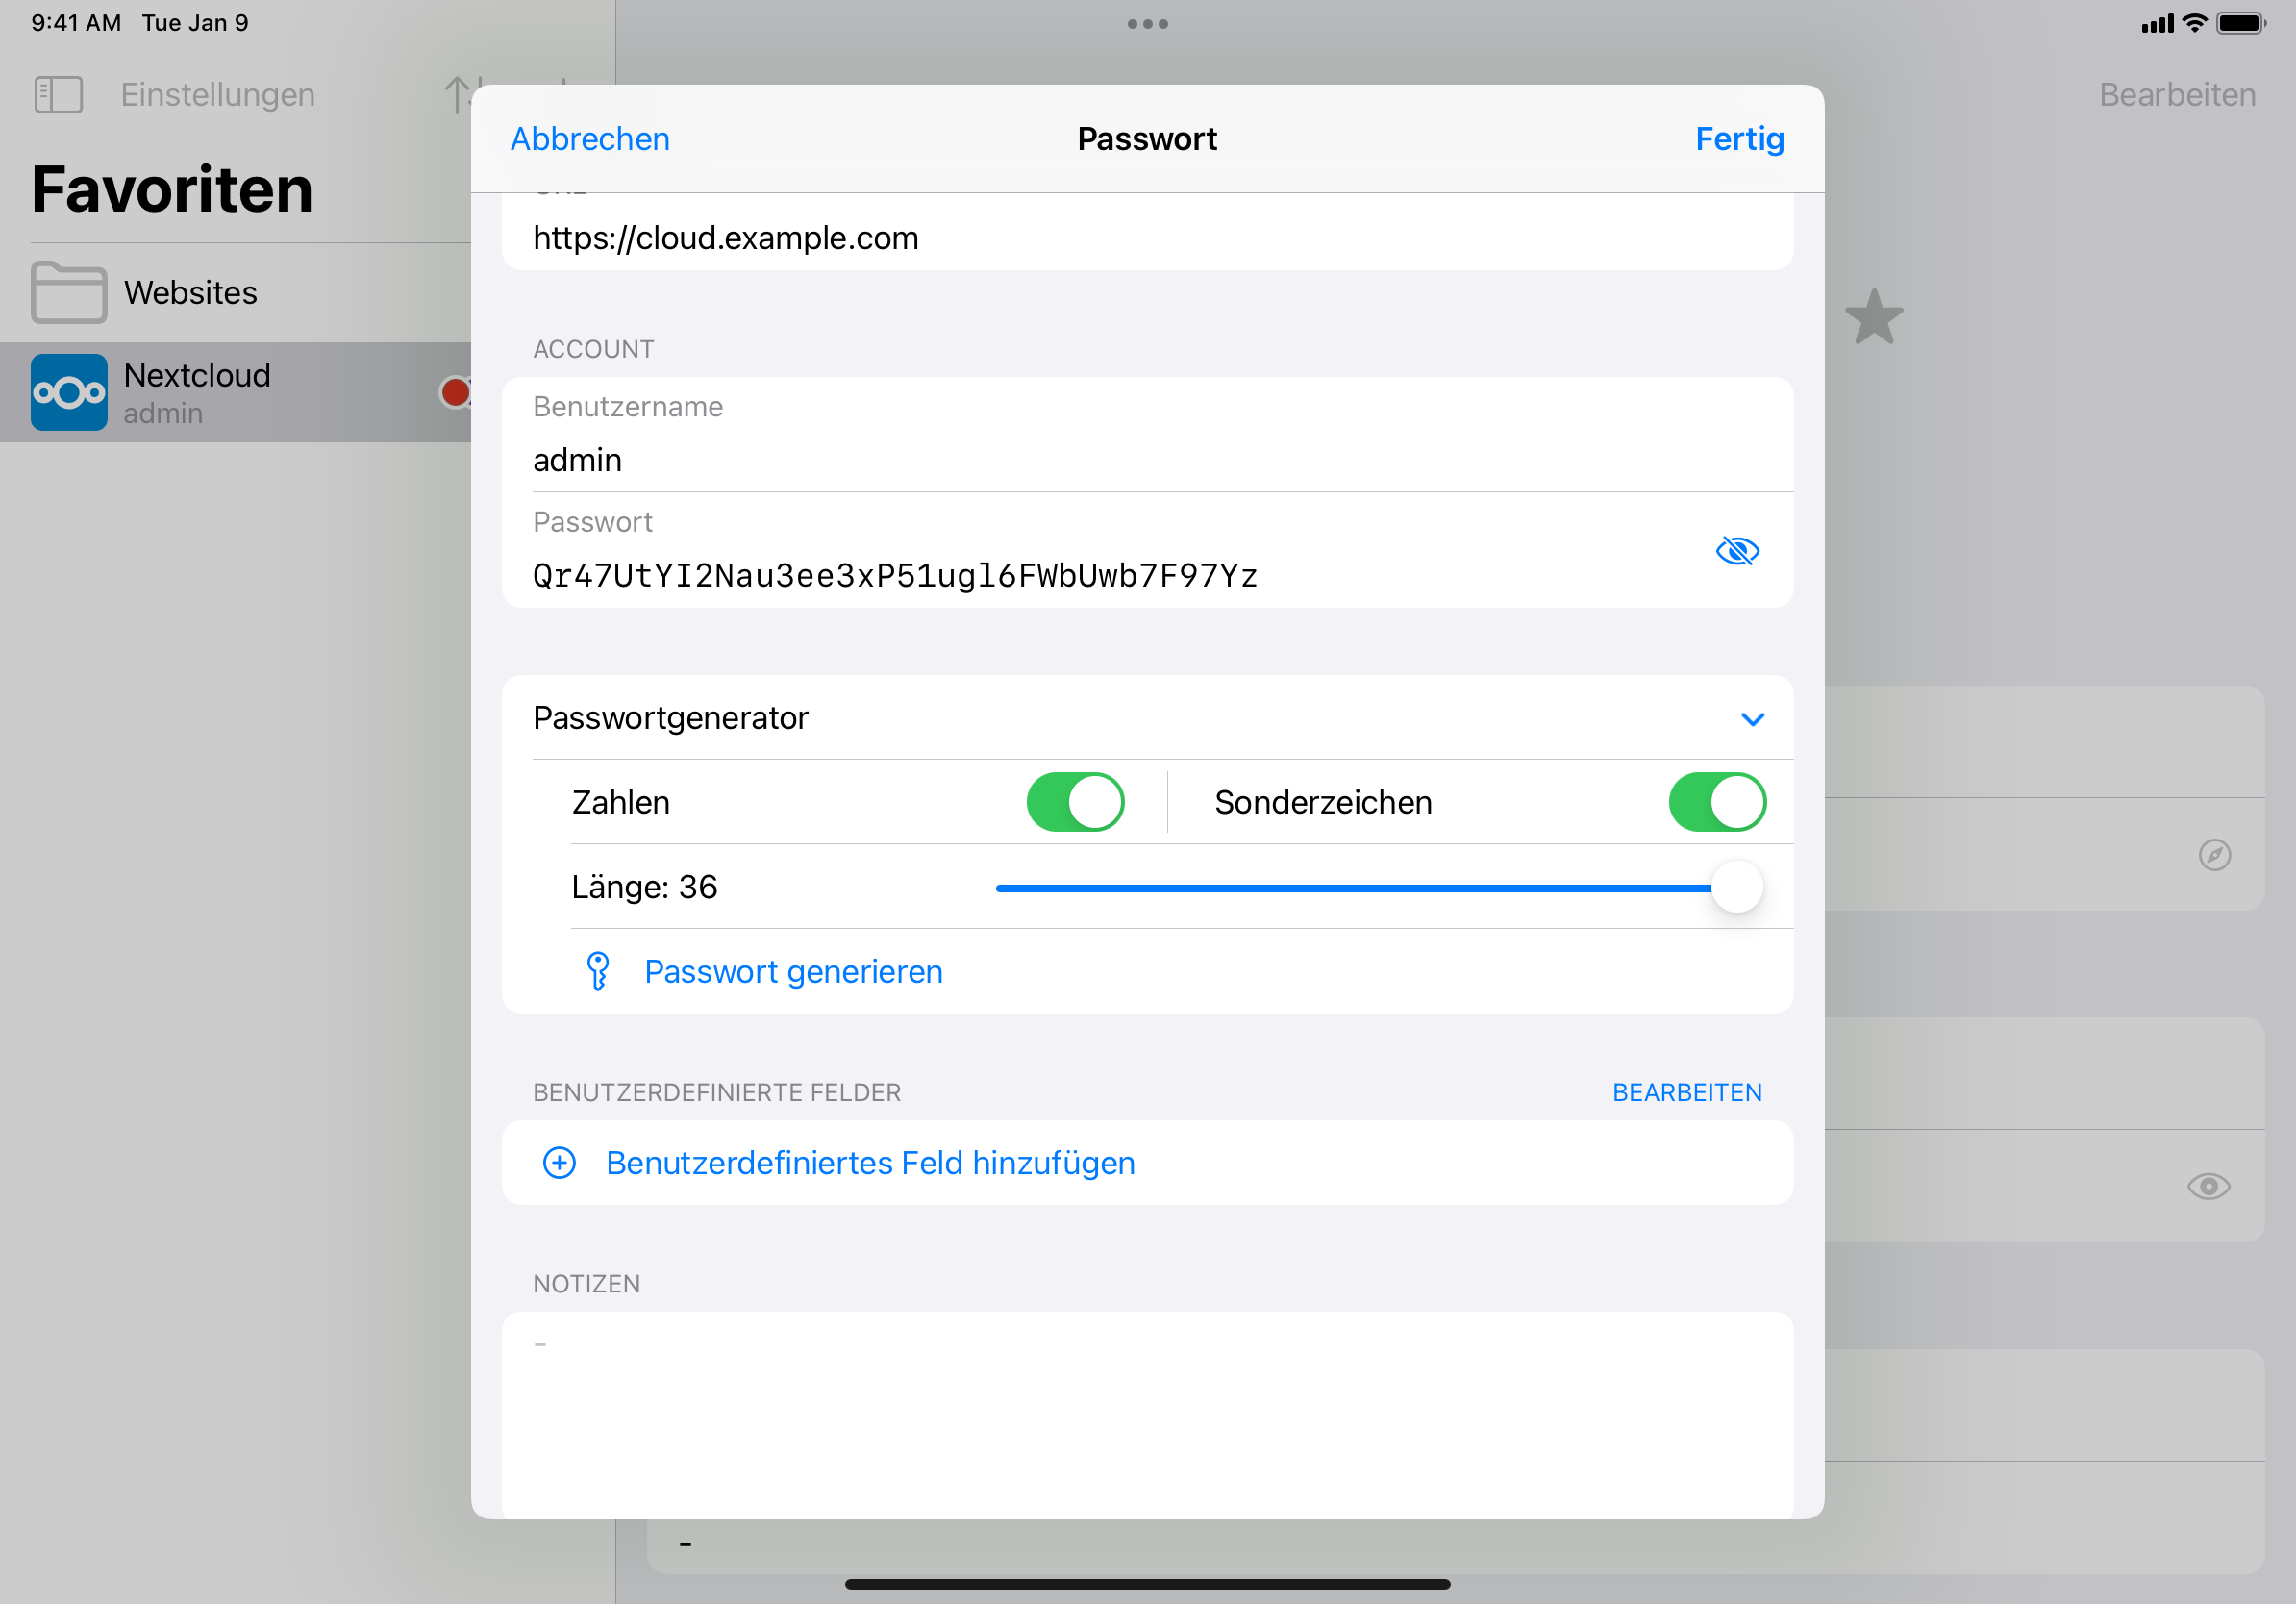 9:41 AM Tue Jan 9
Einstellungen
Bearbeiten
Favoriten
Websites
Nextcloud
admin
Abbrechen
Passwort
Fertig
https://cloud.example.com
ACCOUNT
Benutzername
admin
Passwort
Qr47UtYI2Nau3ee3xP51ugl6FWbUwb7F97Yz
Passwortgenerator
Zahlen
Sonderzeichen
Länge: 36
Passwort generieren
BENUTZERDEFINIERTE FELDER
BEARBEITEN
Benutzerdefiniertes Feld hinzufügen
NOTIZEN
-
-